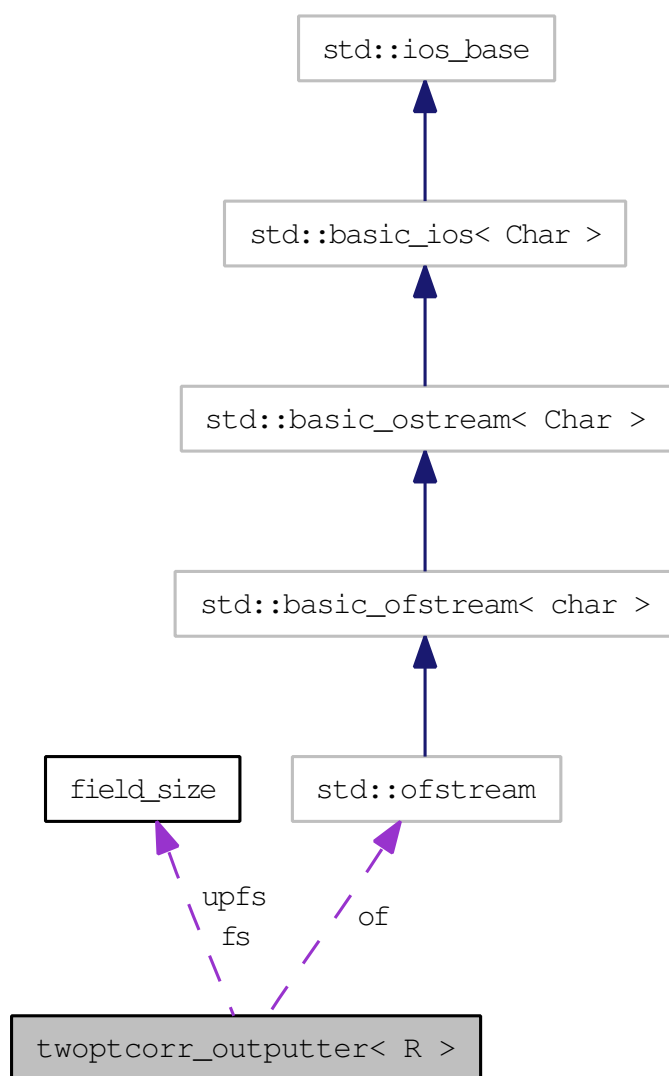 std::ios_base
std::basic_ios< Char >
std::basic_ostream< Char >
std::basic_ofstream< char >
field_size
std::ofstream
upfs
fs
of
twoptcorr_outputter< R >